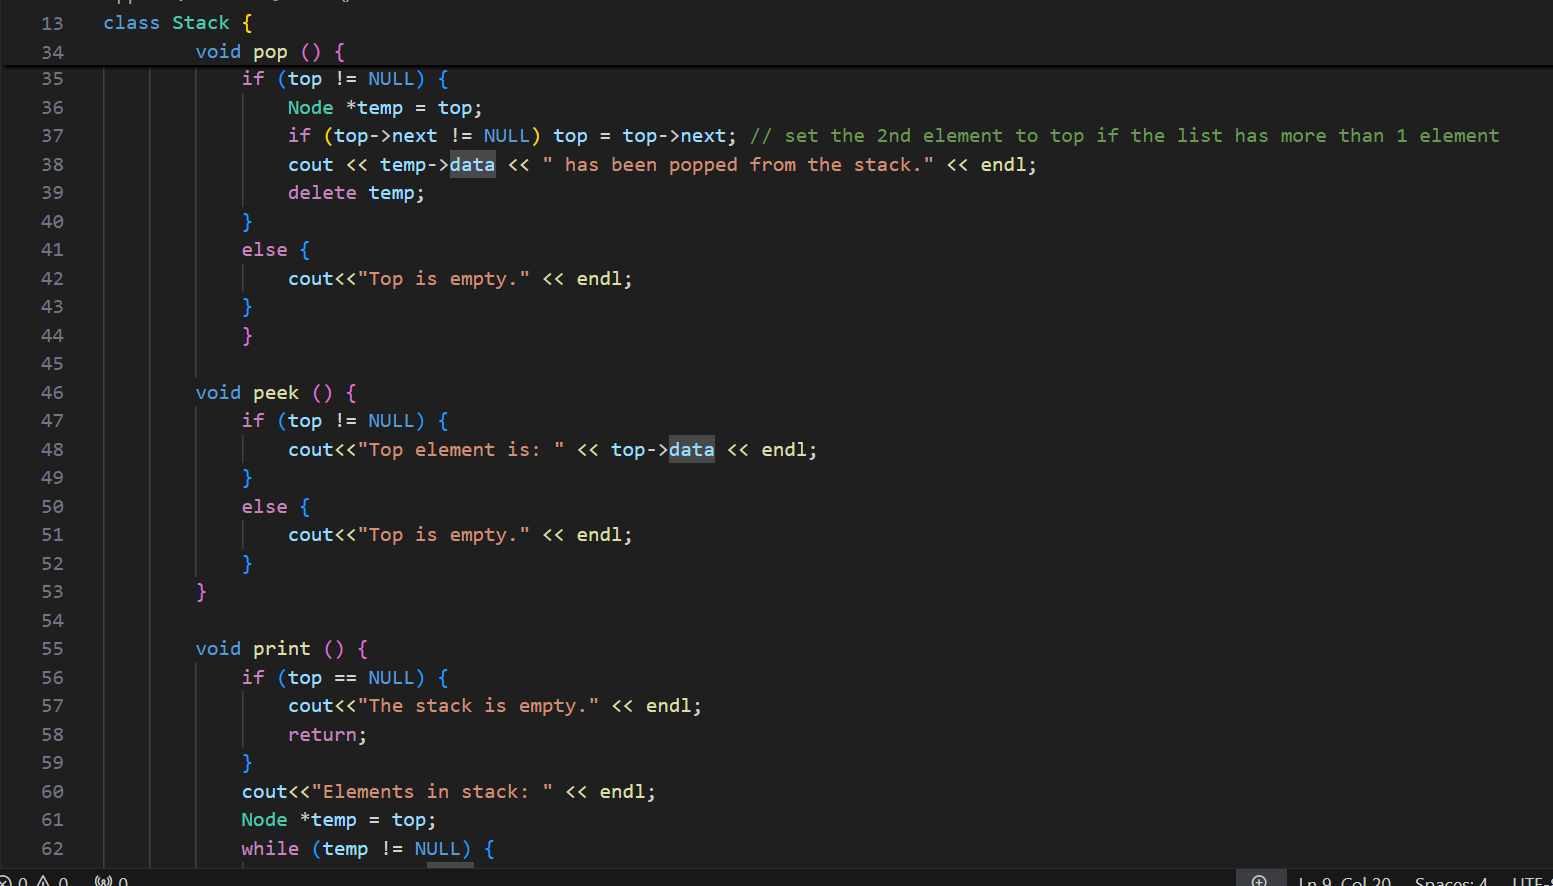 13 class Stack {
34 void pop () {
35 if (top != NULL) {
36 Node *temp = top;
37 if (top->next != NULL) top = top->next; // set the 2nd element to top if the list has more than 1 element
38 cout << temp->data << " has been popped from the stack." << endl;
39 delete temp;
40 }
41 else {
42 cout<<"Top is empty." << endl;
43 }
44 }
45
46 void peek () {
47 if (top != NULL) {
48 cout<<"Top element is: " << top->data << endl;
49 }
50 else {
51 cout<<"Top is empty." << endl;
52 }
53 }
54
55 void print () {
56 if (top == NULL) {
57 cout<<"The stack is empty." << endl;
58 return;
59 }
60 cout<<"Elements in stack: " << endl;
61 Node *temp = top;
62 while (temp != NULL) {
0 0 0 Ln 9, Col 20 Spaces: 4 UTF-8